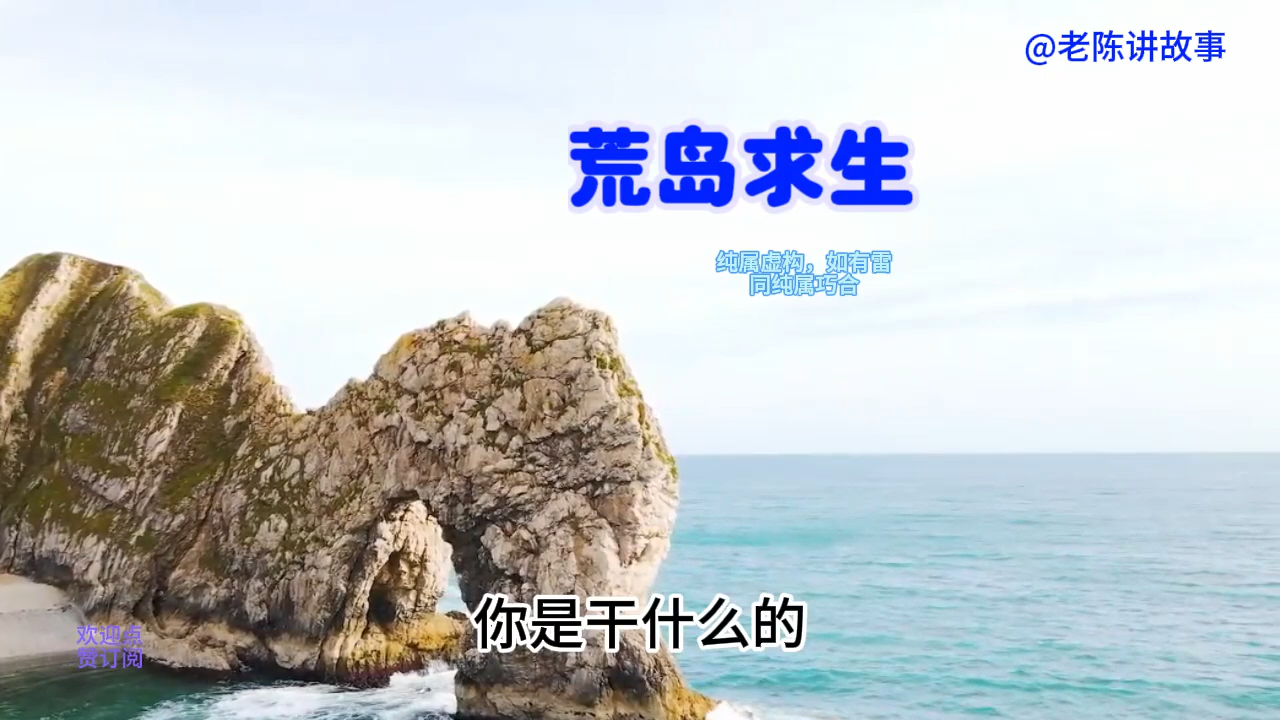 @老陈讲故事
荒岛求生
纯属虚构，如有雷
同纯属巧合
你是干什么的
欢迎点
赞订阅